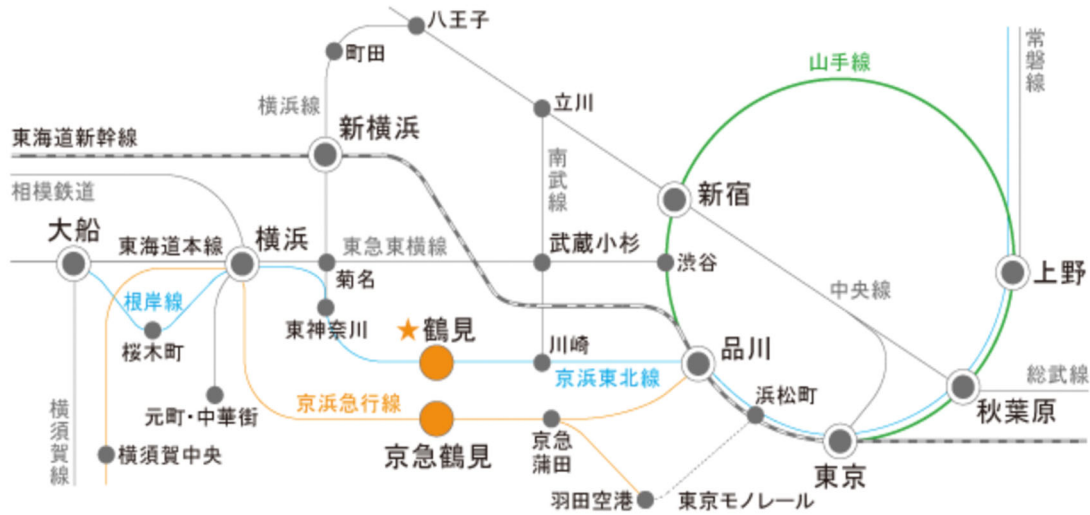 八王子
町田
立川
山手線
常磐線
横浜線
東海道新幹線
新横浜
南武線
相模鉄道
新宿
大船
東海道本線
横浜
東急東横線
武蔵小杉
渋谷
上野
菊名
中央線
根岸線
桜木町
東神奈川
★鶴見
川崎
品川
京浜東北線
浜松町
総武線
秋葉原
横須賀線
元町・中華街
京浜急行線
横須賀中央
京急鶴見
京急
蒲田
東京
羽田空港
東京モノレール